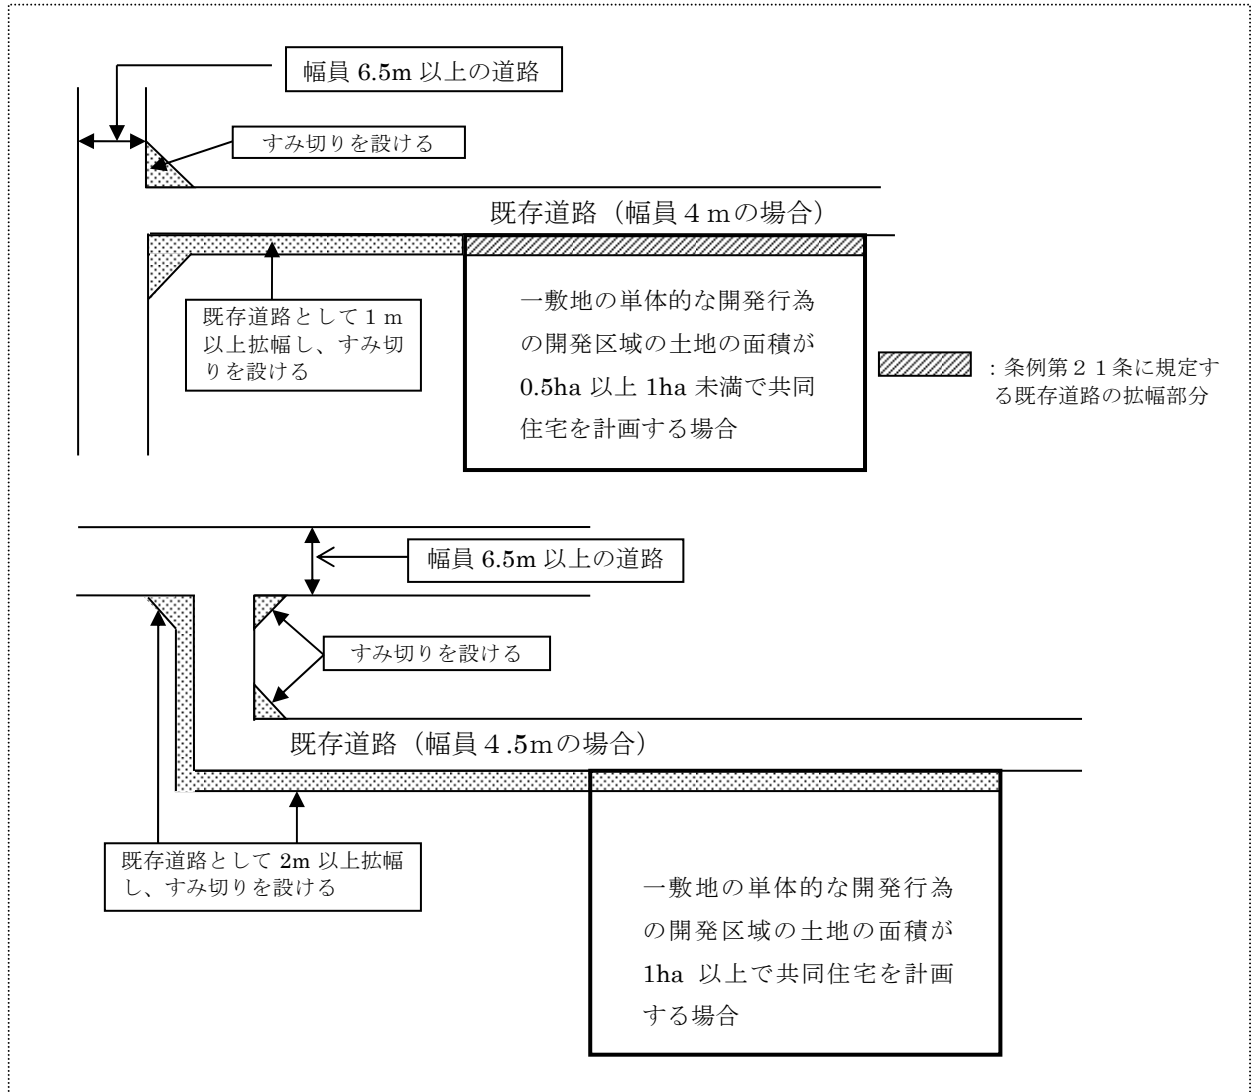 幅員 6.5m 以上の道路
すみ切りを設ける
既存道路（幅員４ｍの場合）
既存道路として１ｍ
以上拡幅し、すみ切
りを設ける
一敷地の単体的な開発行為
の開発区域の土地の面積が
0.5ha 以上 1ha 未満で共同
住宅を計画する場合
：条例第２１条に規定す
る既存道路の拡幅部分
幅員 6.5m 以上の道路
すみ切りを設ける
既存道路（幅員４.5ｍの場合）
既存道路として 2m 以上拡幅
し、すみ切りを設ける
一敷地の単体的な開発行為
の開発区域の土地の面積が
1ha 以上で共同住宅を計画
する場合